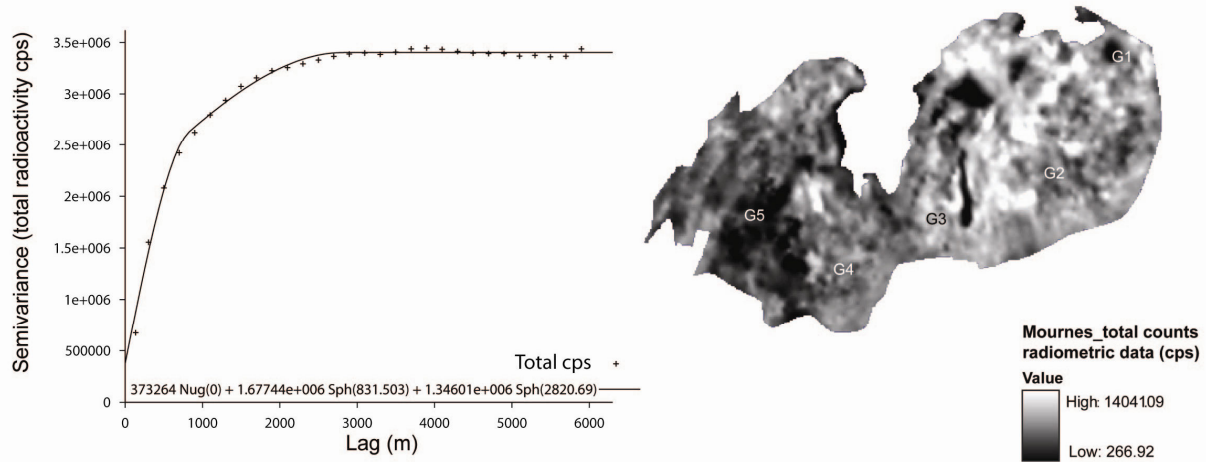 Semivariance (total radioactivity cps)
3.5e+006
3e+006
2.5e+006
2e+006
1.5e+006
1e+006
500000
0
Total cps +
373264 Nug(0) + 1.67744e+006 Sph(831.503) + 1.34601e+006 Sph(2820.69)
0 1000 2000 3000 4000 5000 6000
Lag (m)
G1
G2
G3
G5
G4
Mournes_total counts
radiometric data (cps)
Value
High: 14041.09
Low: 266.92